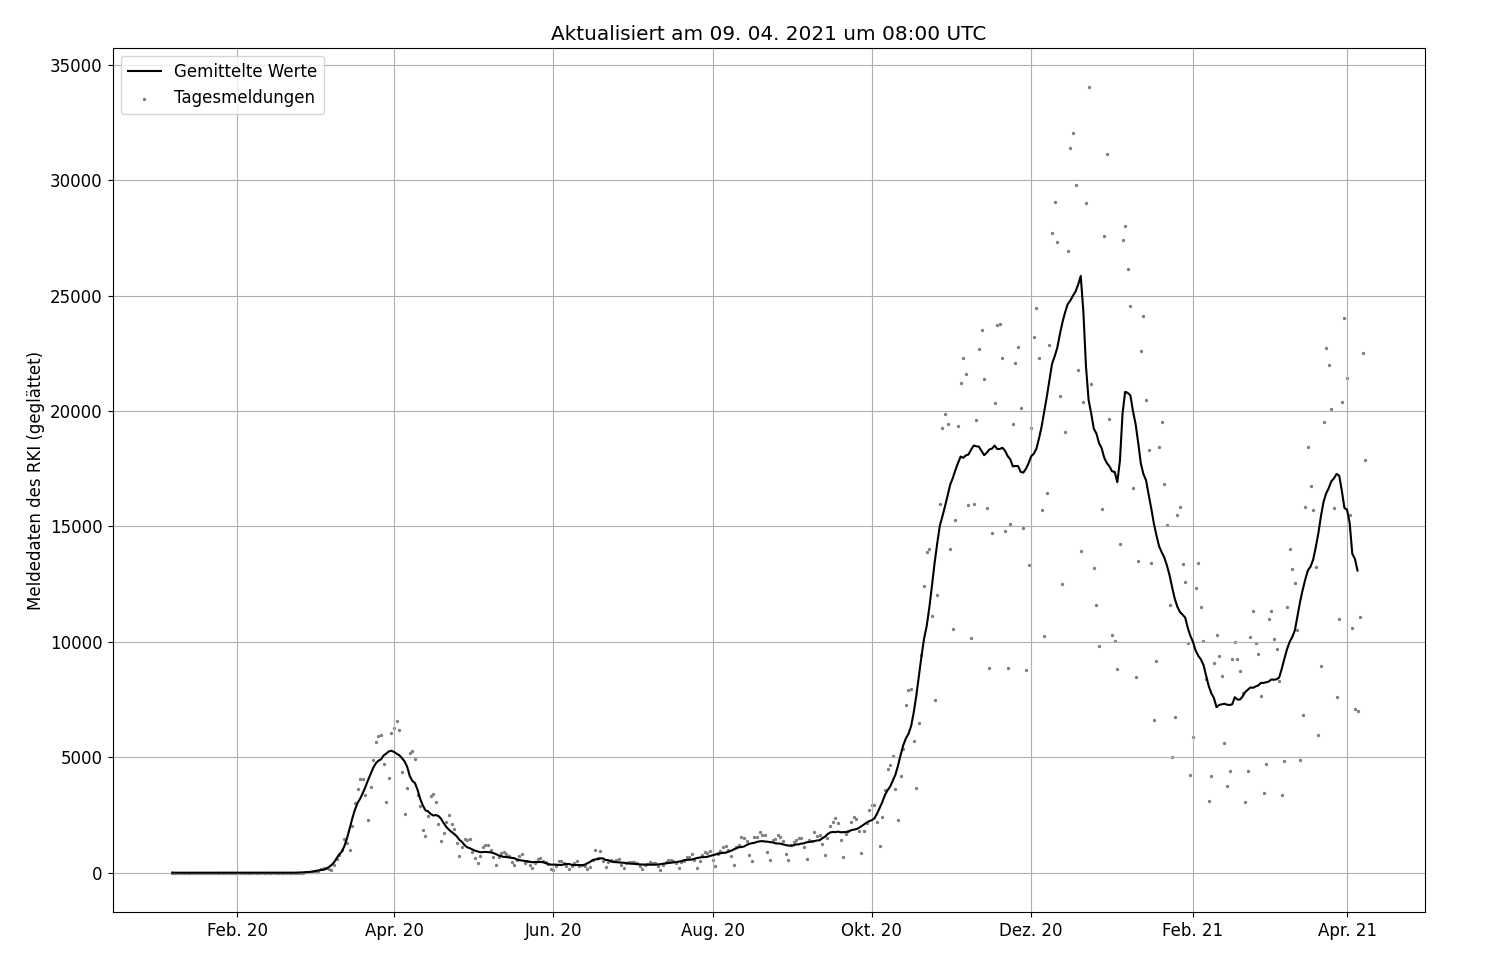 Aktualisiert am 09. 04. 2021 um 08:00 UTC
Gemittelte Werte
Tagesmeldungen
Meldedaten des RKI (geglättet)
35000
30000
25000
20000
15000
10000
5000
0
Feb. 20 Apr. 20 Jun. 20 Aug. 20 Okt. 20 Dez. 20 Feb. 21 Apr. 21